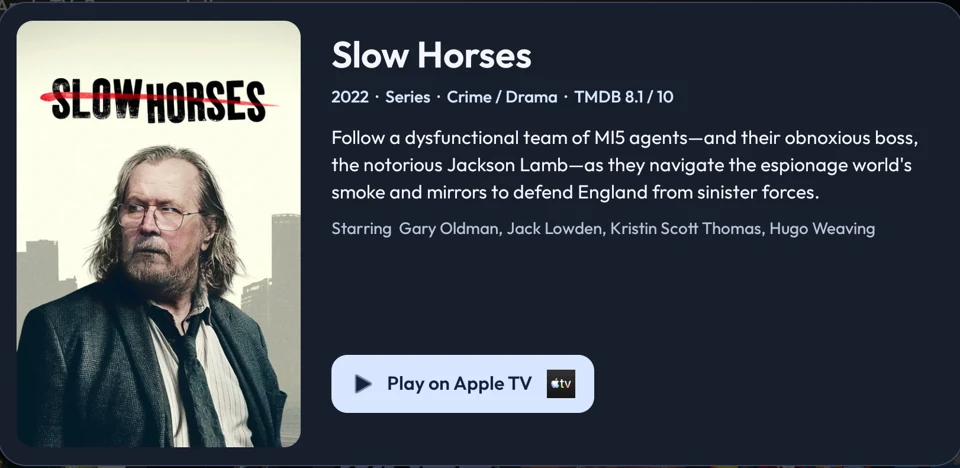 SLOW HORSES
Slow Horses
2022 · Series · Crime / Drama · TMDB 8.1 / 10
Follow a dysfunctional team of MI5 agents—and their obnoxious boss,
the notorious Jackson Lamb—as they navigate the espionage world's
smoke and mirrors to defend England from sinister forces.
Starring Gary Oldman, Jack Lowden, Kristin Scott Thomas, Hugo Weaving
Play on Apple TV
tv